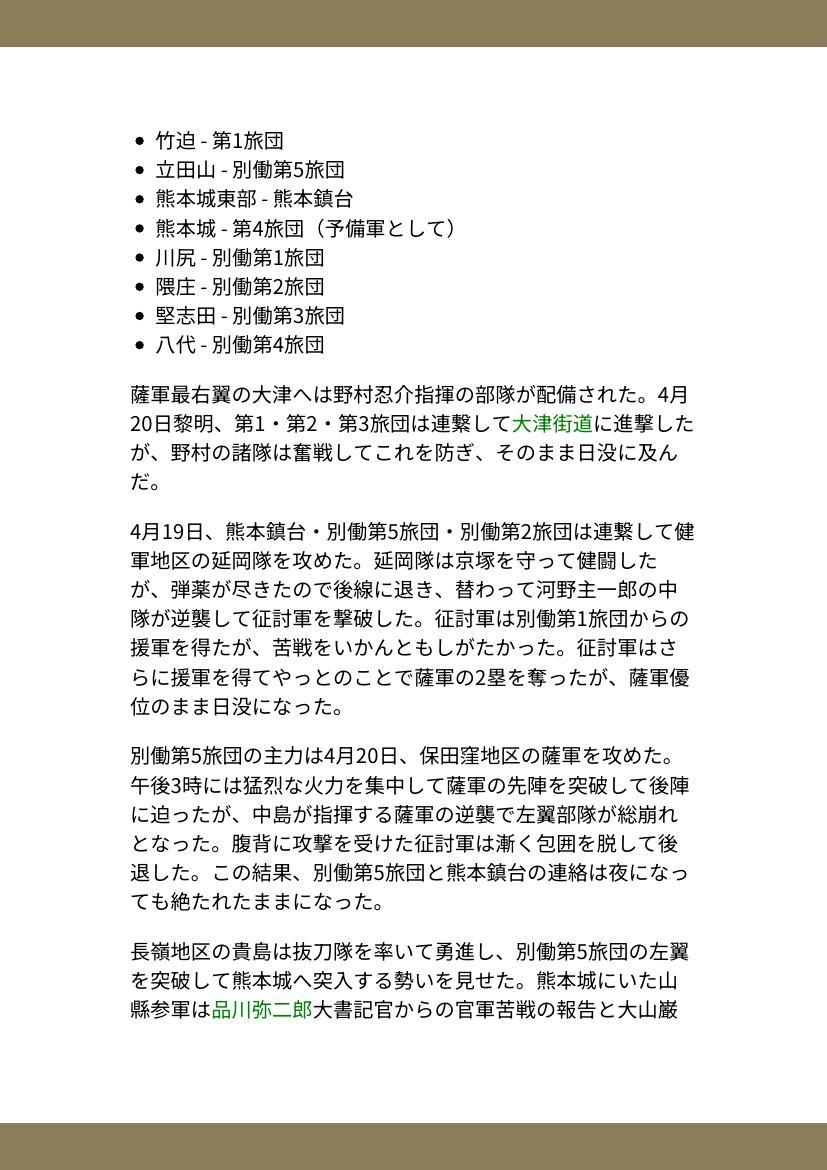 • 竹迫 - 第1旅団
• 立田山 - 別働第5旅団
• 熊本城東部 - 熊本鎮台
• 熊本城 - 第4旅団（予備軍として）
• 川尻 - 別働第1旅団
• 隈庄 - 別働第2旅団
• 堅志田 - 別働第3旅団
• 八代 - 別働第4旅団
薩軍最右翼の大津へは野村忍介指揮の部隊が配備された。4月
20日黎明、第1・第2・第3旅団は連繋して大津街道に進撃した
が、野村の諸隊は奮戦してこれを防ぎ、そのまま日没に及ん
だ。
4月19日、熊本鎮台・別働第5旅団・別働第2旅団は連繋して健
軍地区の延岡隊を攻めた。延岡隊は京塚を守って健闘した
が、弾薬が尽きたので後線に退き、替わって河野主一郎の中
隊が逆襲して征討軍を撃破した。征討軍は別働第1旅団からの
援軍を得たが、苦戦をいかんともしがたかった。征討軍はさ
らに援軍を得てやっとのことで薩軍の2塁を奪ったが、薩軍優
位のまま日没になった。
別働第5旅団の主力は4月20日、保田窪地区の薩軍を攻めた。
午後3時には猛烈な火力を集中して薩軍の先陣を突破して後陣
に迫ったが、中島が指揮する薩軍の逆襲で左翼部隊が総崩れ
となった。腹背に攻撃を受けた征討軍は漸く包囲を脱して後
退した。この結果、別働第5旅団と熊本鎮台の連絡は夜になっ
ても絶たれたままになった。
長嶺地区の貴島は抜刀隊を率いて勇進し、別働第5旅団の左翼
を突破して熊本城へ突入する勢いを見せた。熊本城にいた山
縣参軍は品川弥二郎大書記官からの官軍苦戦の報告と大山巌